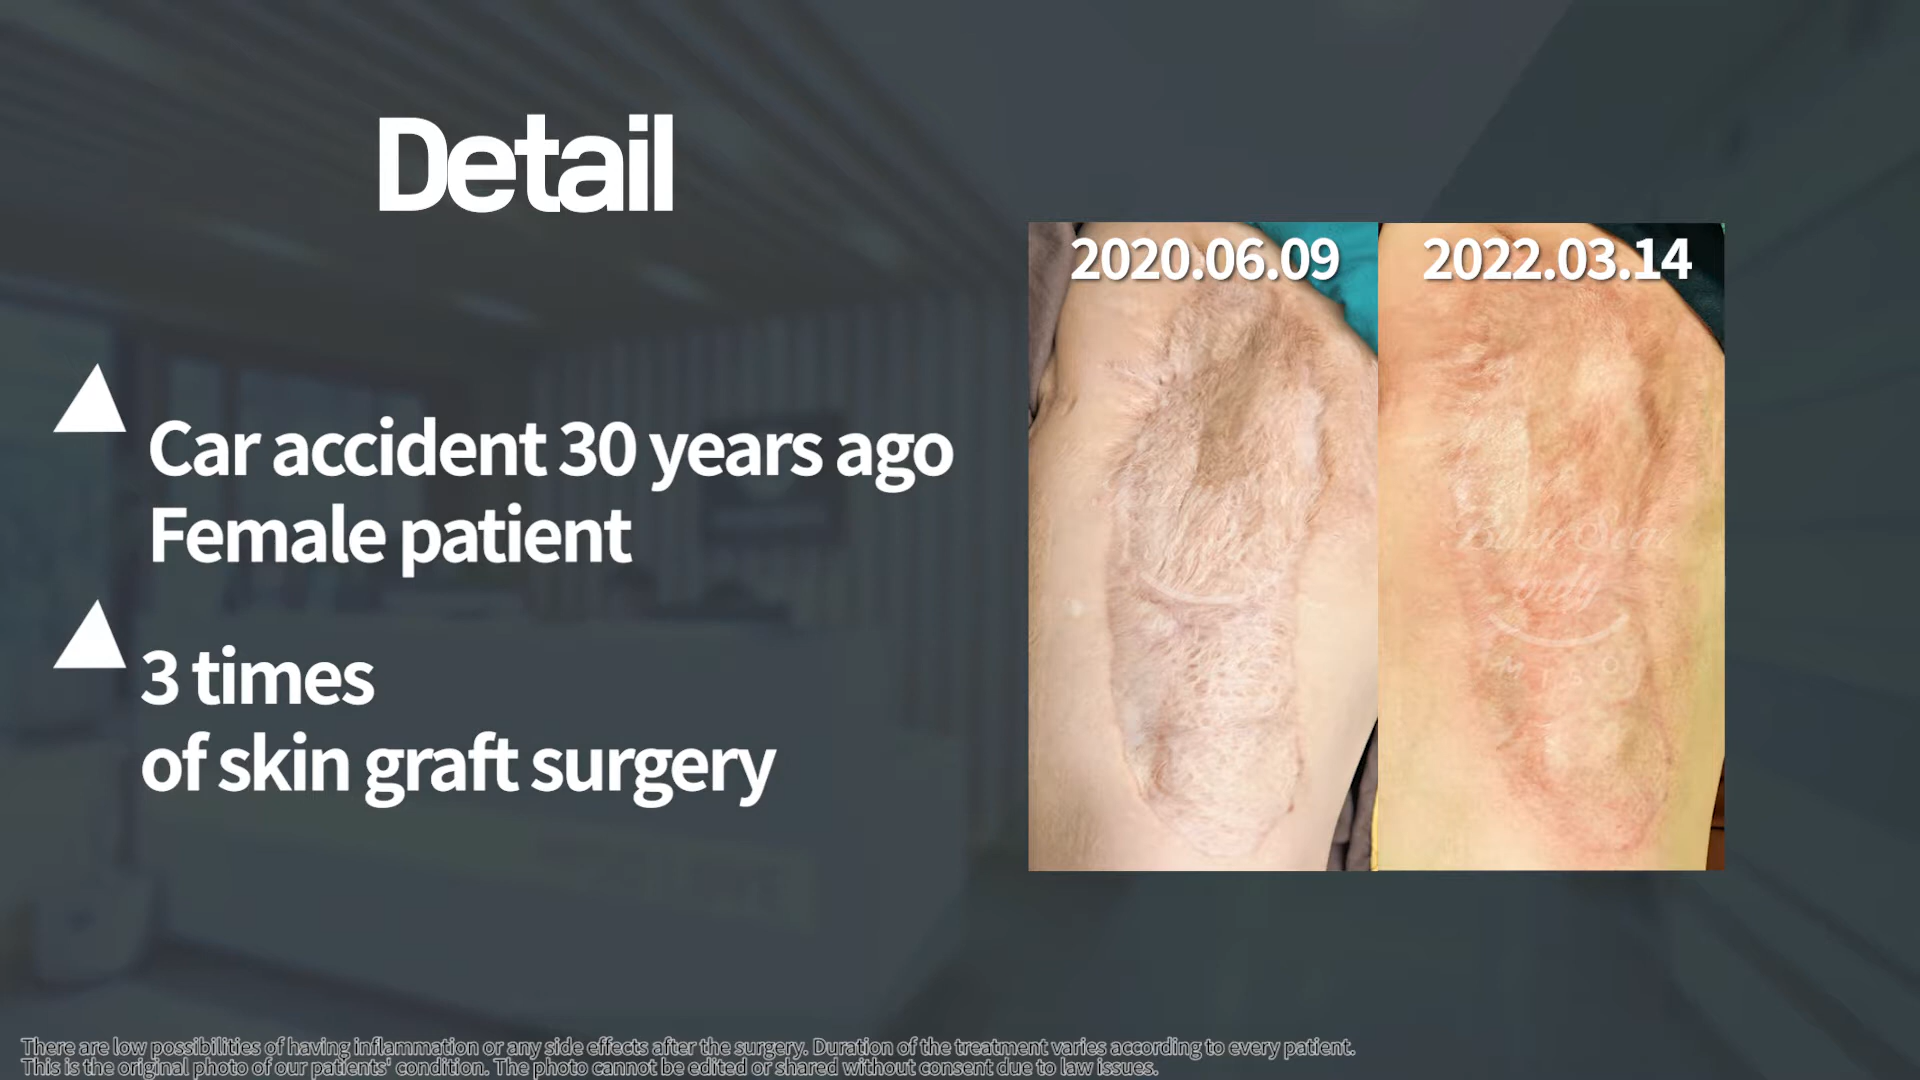 Detail
Car accident 30 years ago
Female patient
3 times
of skin graft surgery
2020.06.09
2022.03.14
Burn Scar
only
There are low possibilities of having inflammation or any side effects after the surgery. Duration of the treatment varies according to every patient.
This is the original photo of our patients' condition. The photo cannot be edited or shared without consent due to law issues.